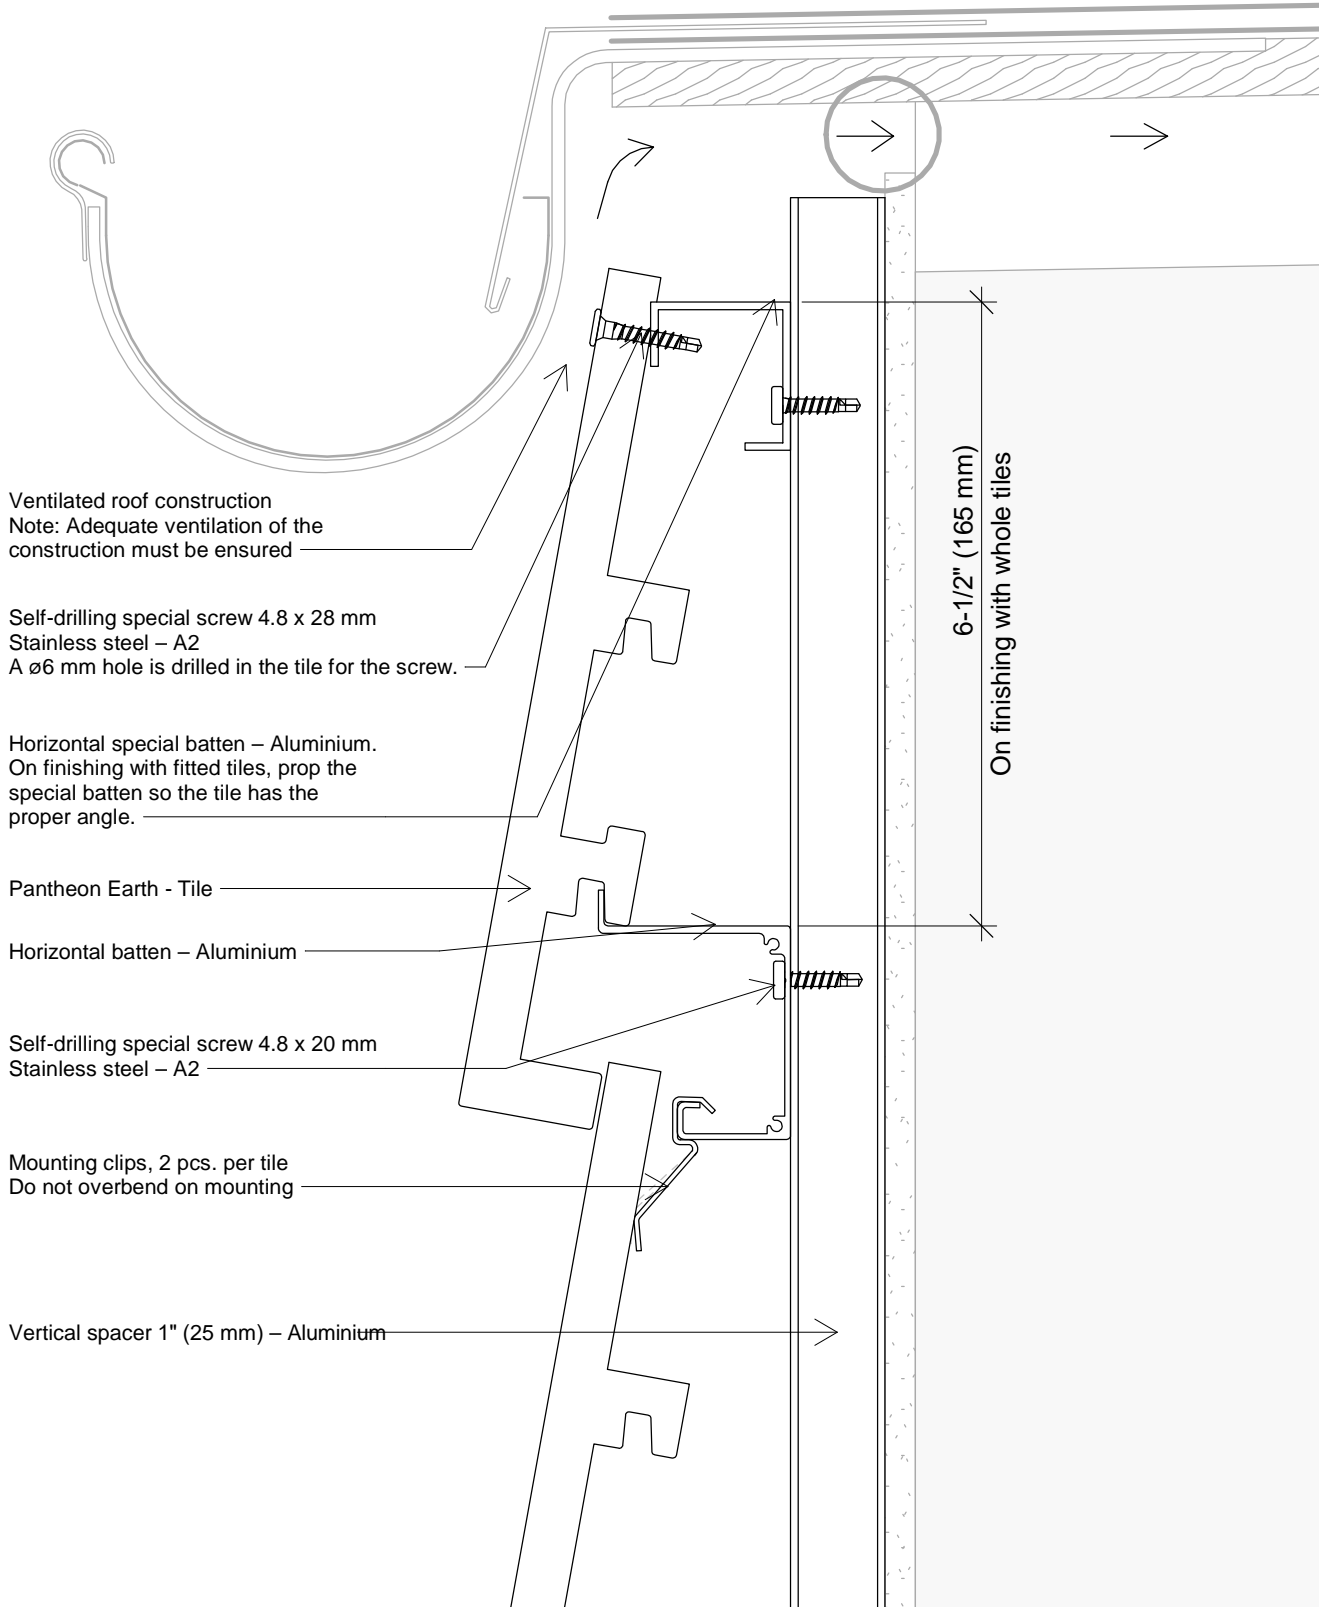 Ventilated roof construction
Note: Adequate ventilation of the
construction must be ensured
Self-drilling special screw 4.8 x 28 mm
Stainless steel – A2
A ø6 mm hole is drilled in the tile for the screw.
Horizontal special batten – Aluminium.
On finishing with fitted tiles, prop the
special batten so the tile has the
proper angle.
Pantheon Earth - Tile
Horizontal batten – Aluminium
Self-drilling special screw 4.8 x 20 mm
Stainless steel – A2
Mounting clips, 2 pcs. per tile
Do not overbend on mounting
Vertical spacer 1" (25 mm) – Aluminium
6-1/2" (165 mm)
On finishing with whole tiles